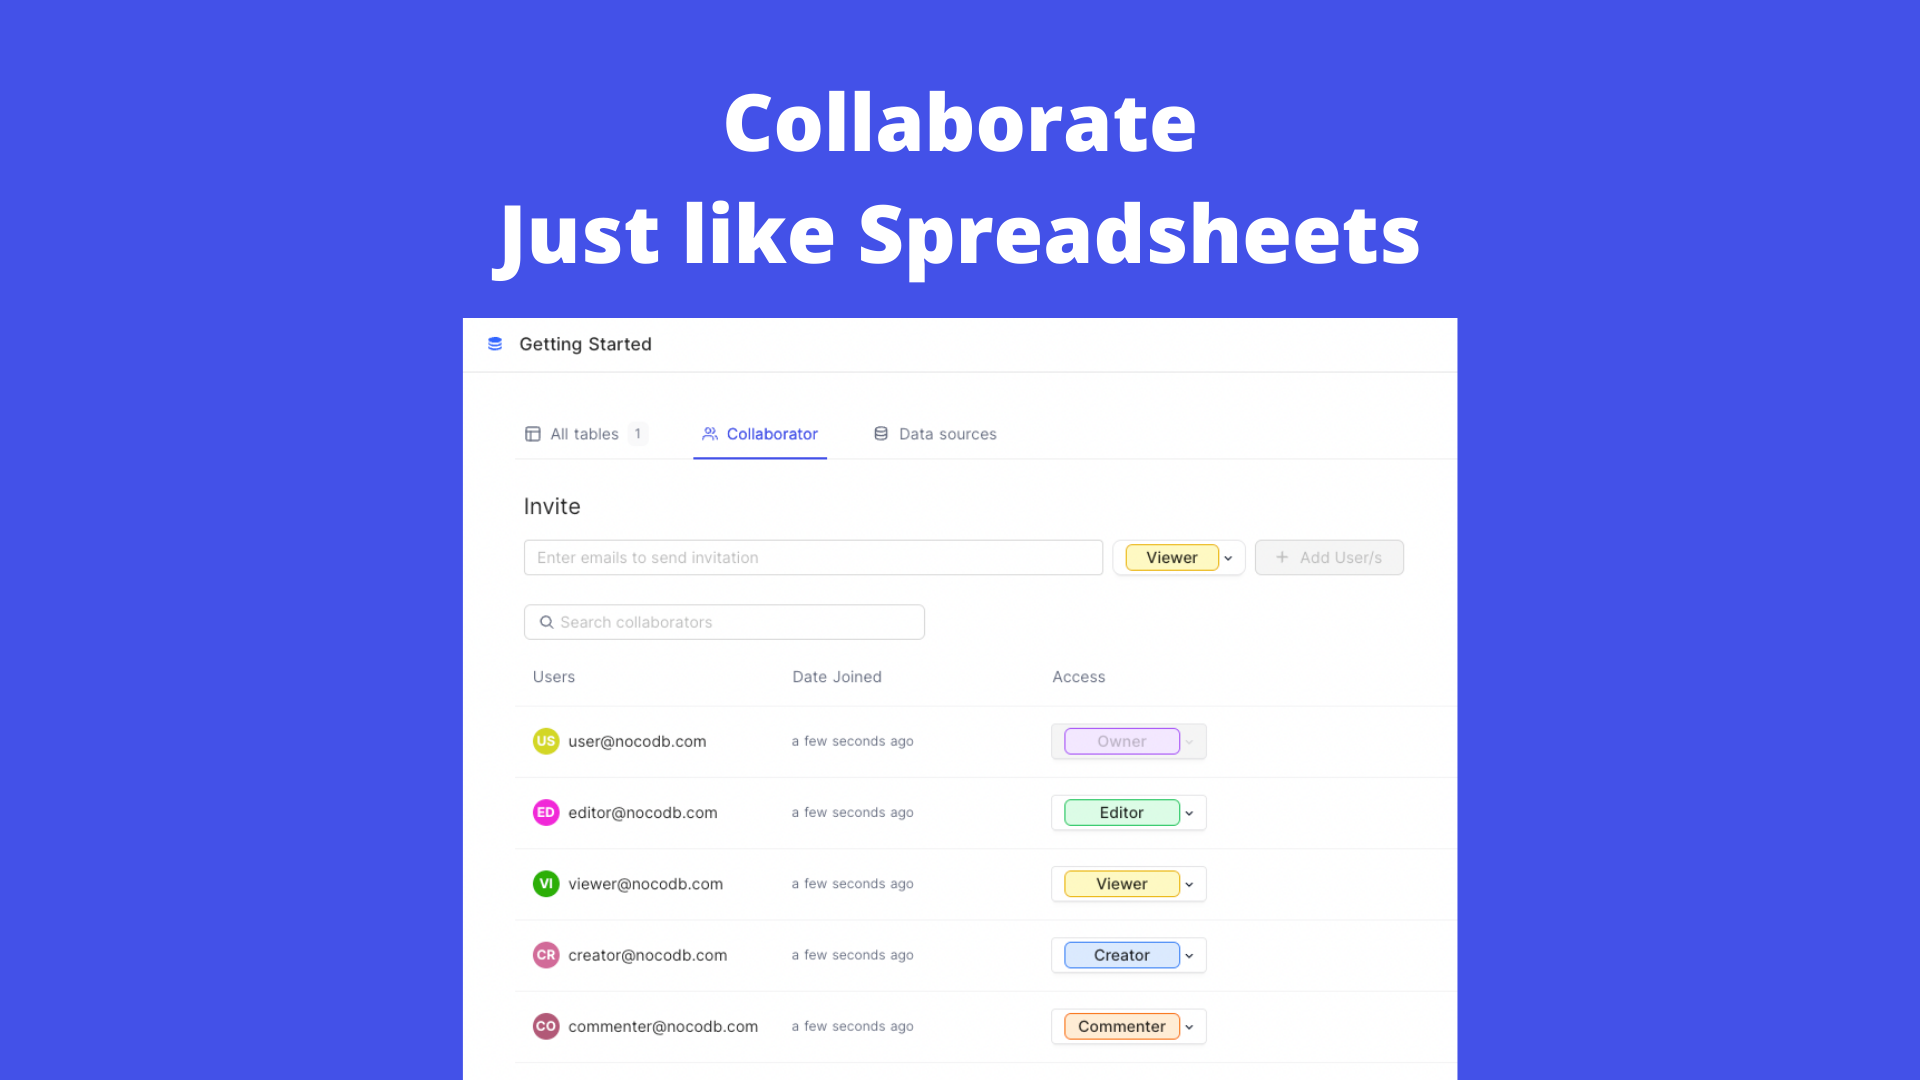 Collaborate
Just like Spreadsheets
Getting Started
All tables 1 Collaborator Data sources
Invite
Enter emails to send invitation Viewer + Add User/s
Search collaborators
Users Date Joined Access
US user@nocodb.com a few seconds ago Owner
ED editor@nocodb.com a few seconds ago Editor
VI viewer@nocodb.com a few seconds ago Viewer
CR creator@nocodb.com a few seconds ago Creator
CO commenter@nocodb.com a few seconds ago Commenter